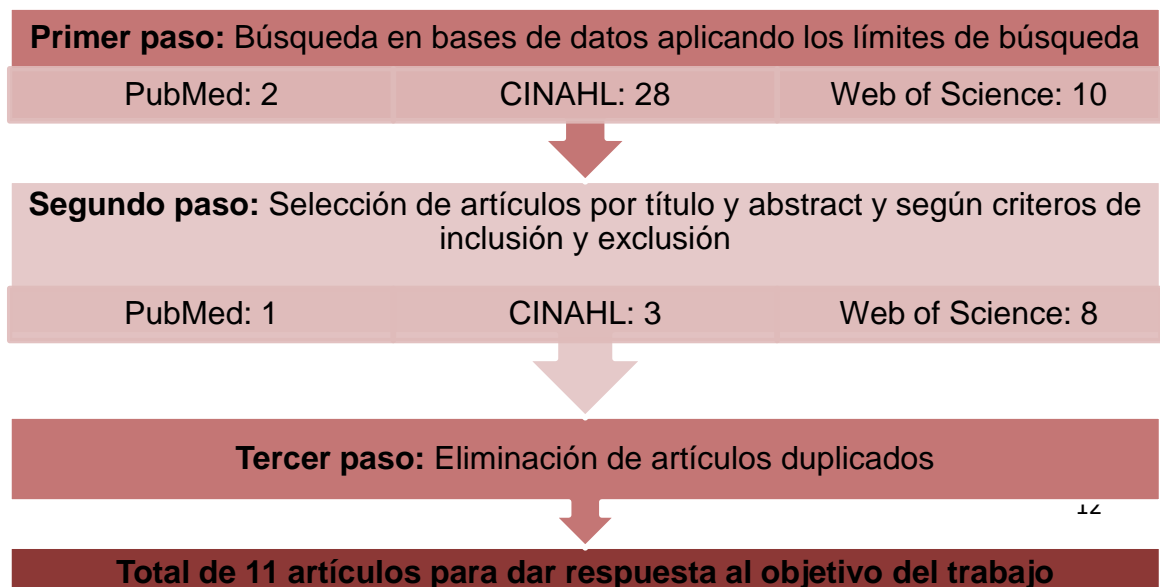 Primer paso: Búsqueda en bases de datos aplicando los límites de búsqueda
PubMed: 2
CINAHL: 28
Web of Science: 10
Segundo paso: Selección de artículos por título y abstract y según criteros de
inclusión y exclusión
PubMed: 1
CINAHL: 3
Web of Science: 8
Tercer paso: Eliminación de artículos duplicados
12
Total de 11 artículos para dar respuesta al objetivo del trabajo